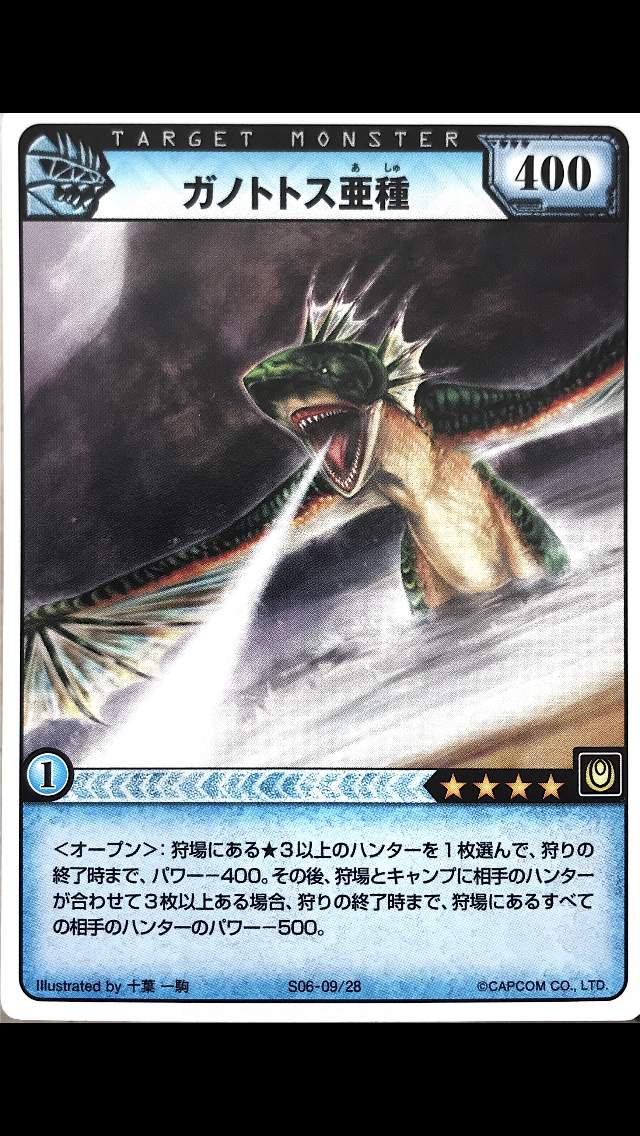 TARGET MONSTER
あ しゅ
ガノトトス亜種
400
1
★★★★
<オープン>:狩場にある★3以上のハンターを1枚選んで、狩りの
終了時まで、パワー－400。その後、狩場とキャンプに相手のハンター
が合わせて3枚以上ある場合、狩りの終了時まで、狩場にあるすべて
の相手のハンターのパワー－500。
Illustrated by 十葉 一駒
S06-09/28
©CAPCOM CO., LTD.